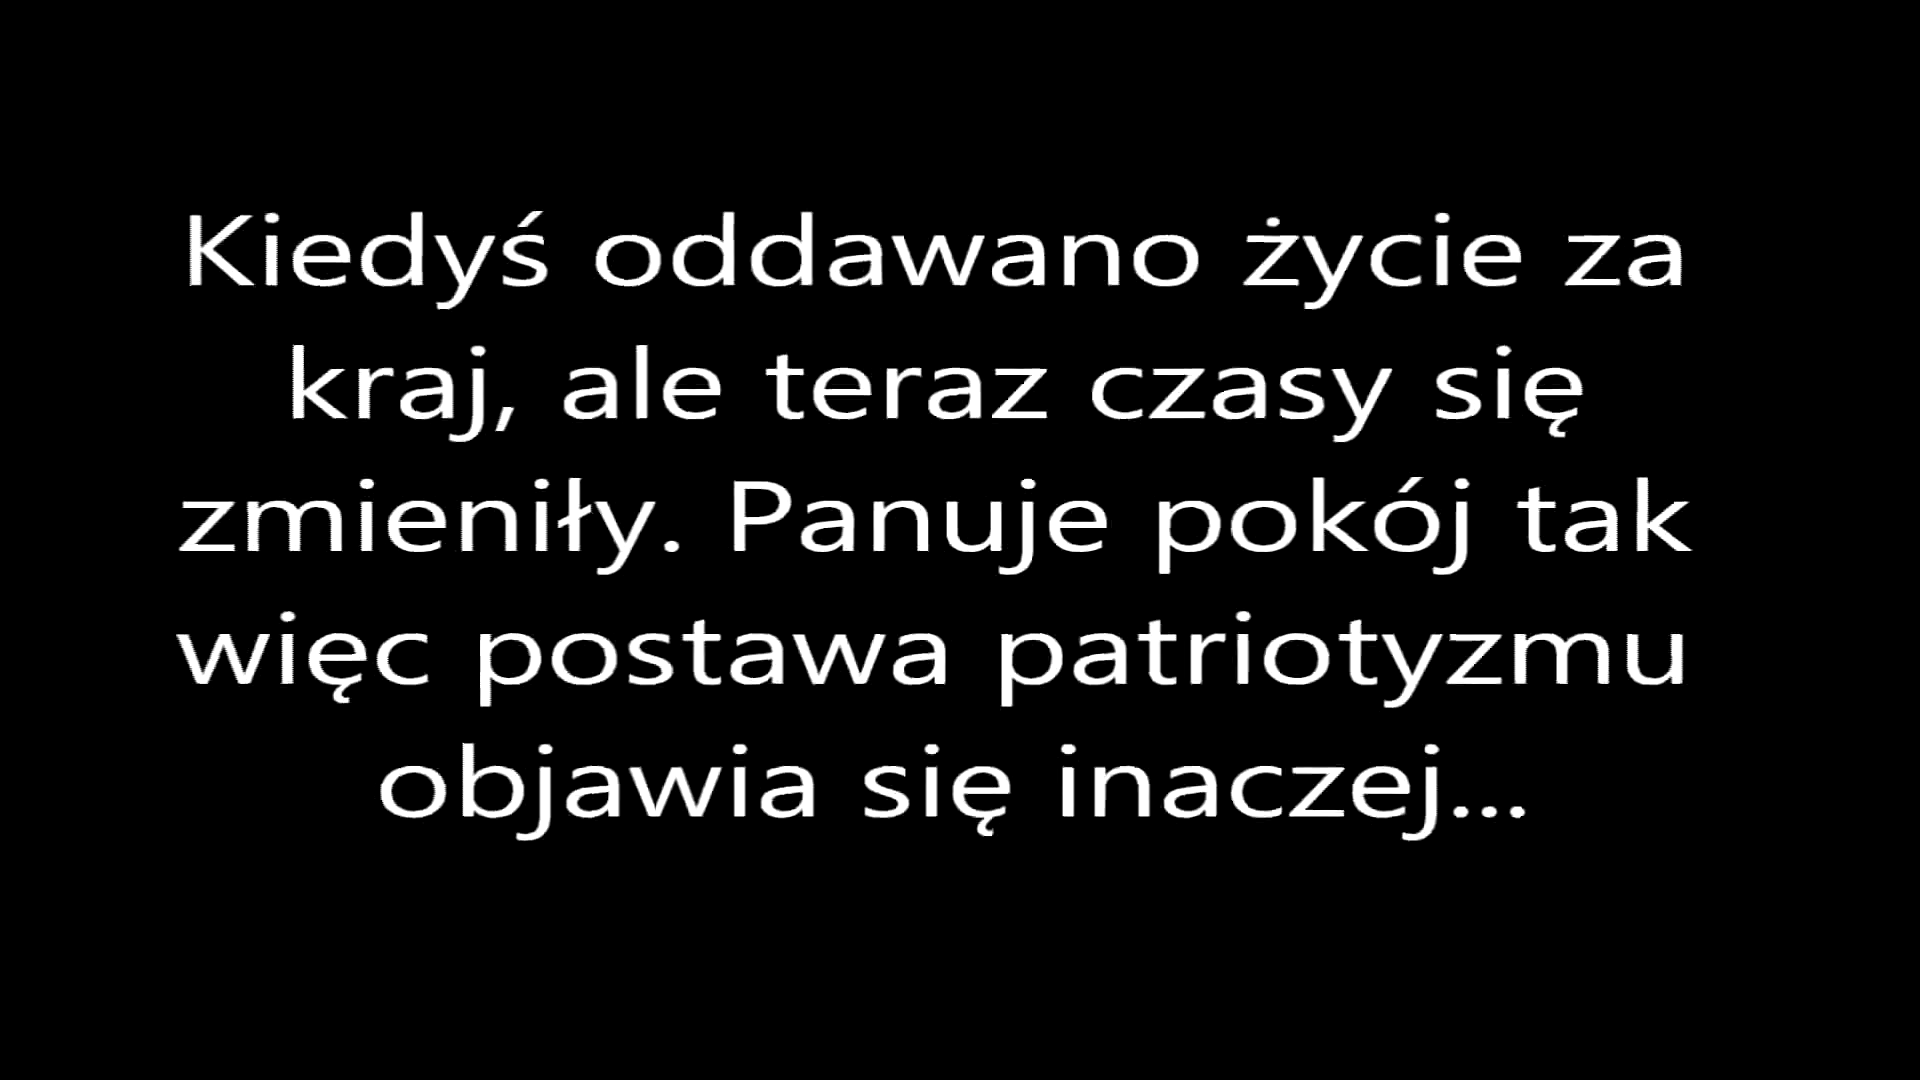 Kiedyś oddawano życie za
kraj, ale teraz czasy się
zmieniły. Panuje pokój tak
więc postawa patriotyzmu
objawia się inaczej...